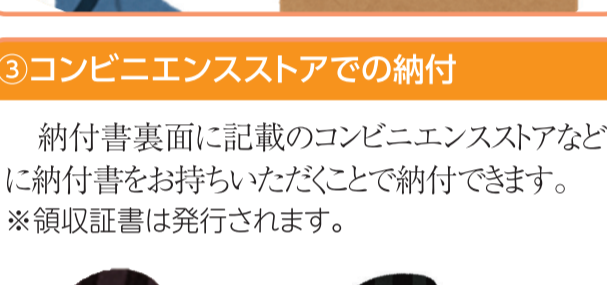 ③コンビニエンスストアでの納付
納付書裏面に記載のコンビニエンスストアなど
に納付書をお持ちいただくことで納付できます。
※領収証書は発行されます。